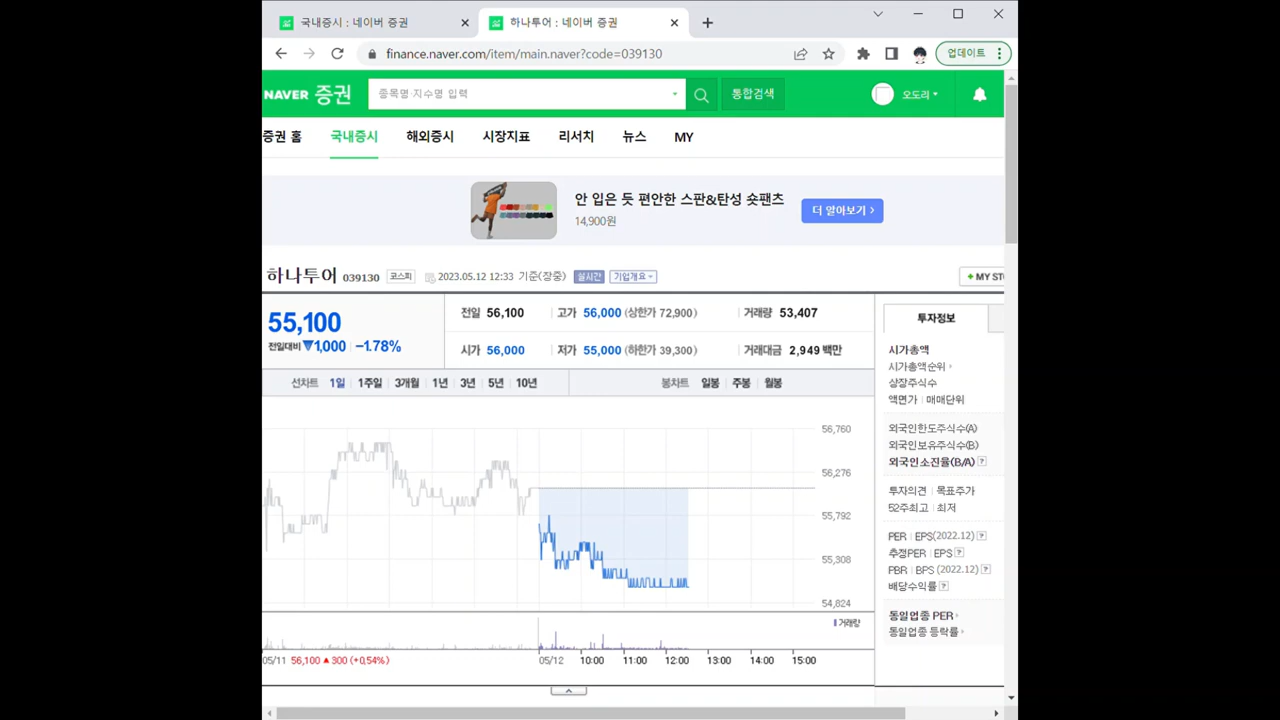 국내증시 : 네이버 증권
하나투어 : 네이버 증권
finance.naver.com/item/main.naver?code=039130
업데이트
NAVER 증권
종목명·지수명 입력
통합검색
오도리
증권 홈 국내증시 해외증시 시장지표 리서치 뉴스 MY
안 입은 듯 편안한 스판&탄성 숏팬츠
14,900원
더 알아보기
하나투어 039130 코스피 2023.05.12 12:33 기준(장중) 실시간 기업개요
+ MY ST
55,100
전일대비 ▼1,000 -1.78%
전일 56,100 고가 56,000 (상한가 72,900) 거래량 53,407
시가 56,000 저가 55,000 (하한가 39,300) 거래대금 2,949 백만
선차트 1일 1주일 3개월 1년 3년 5년 10년 봉차트 일봉 주봉 월봉
56,760
56,276
55,792
55,308
54,824
거래량
05/11 56,100 ▲300 (+0.54%) 05/12 10:00 11:00 12:00 13:00 14:00 15:00
투자정보
시가총액
시가총액순위
상장주식수
액면가 | 매매단위
외국인한도주식수(A)
외국인보유주식수(B)
외국인소진율(B/A) ?
투자의견 | 목표주가
52주최고 | 최저
PER | EPS(2022.12) ?
추정PER | EPS ?
PBR | BPS (2022.12) ?
배당수익률 ?
동일업종 PER
동일업종 등락률